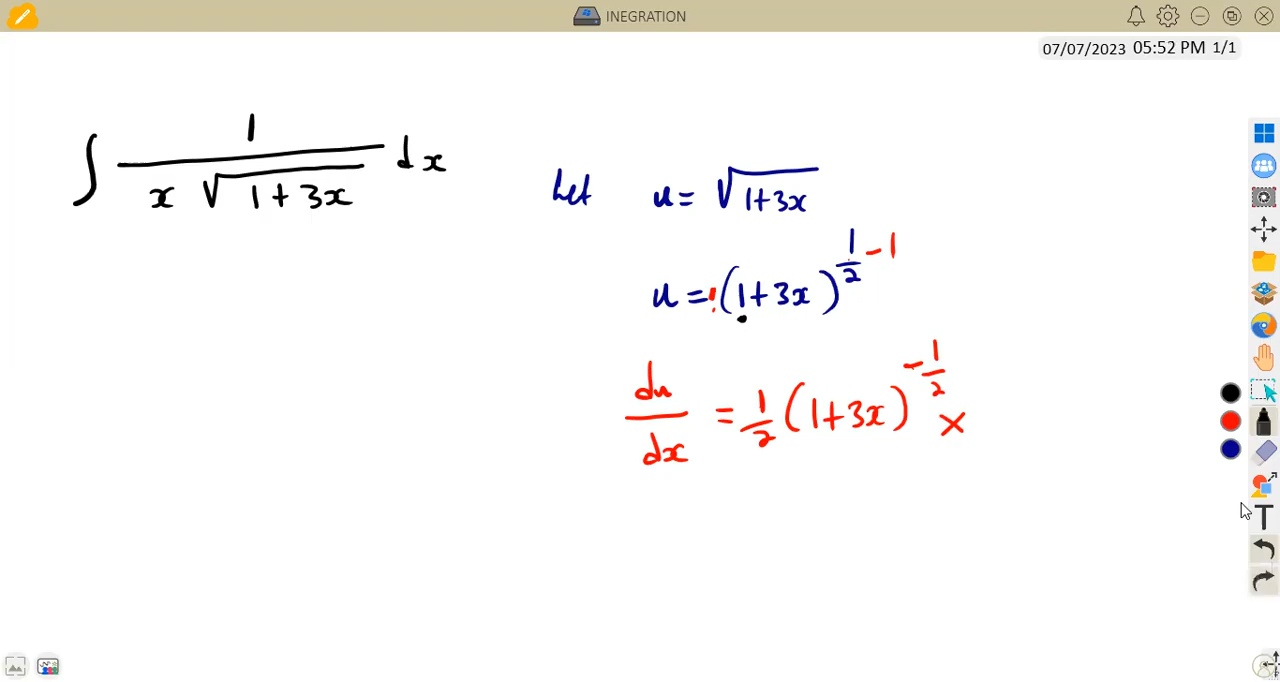 INEGRATION
07/07/2023 05:52 PM 1/1
∫ 1/(x √(1+3x)) dx
Let u = √(1+3x)
u = 1(1+3x)^(1/2 - 1)
du/dx = 1/2 (1+3x)^(-1/2) ×
T